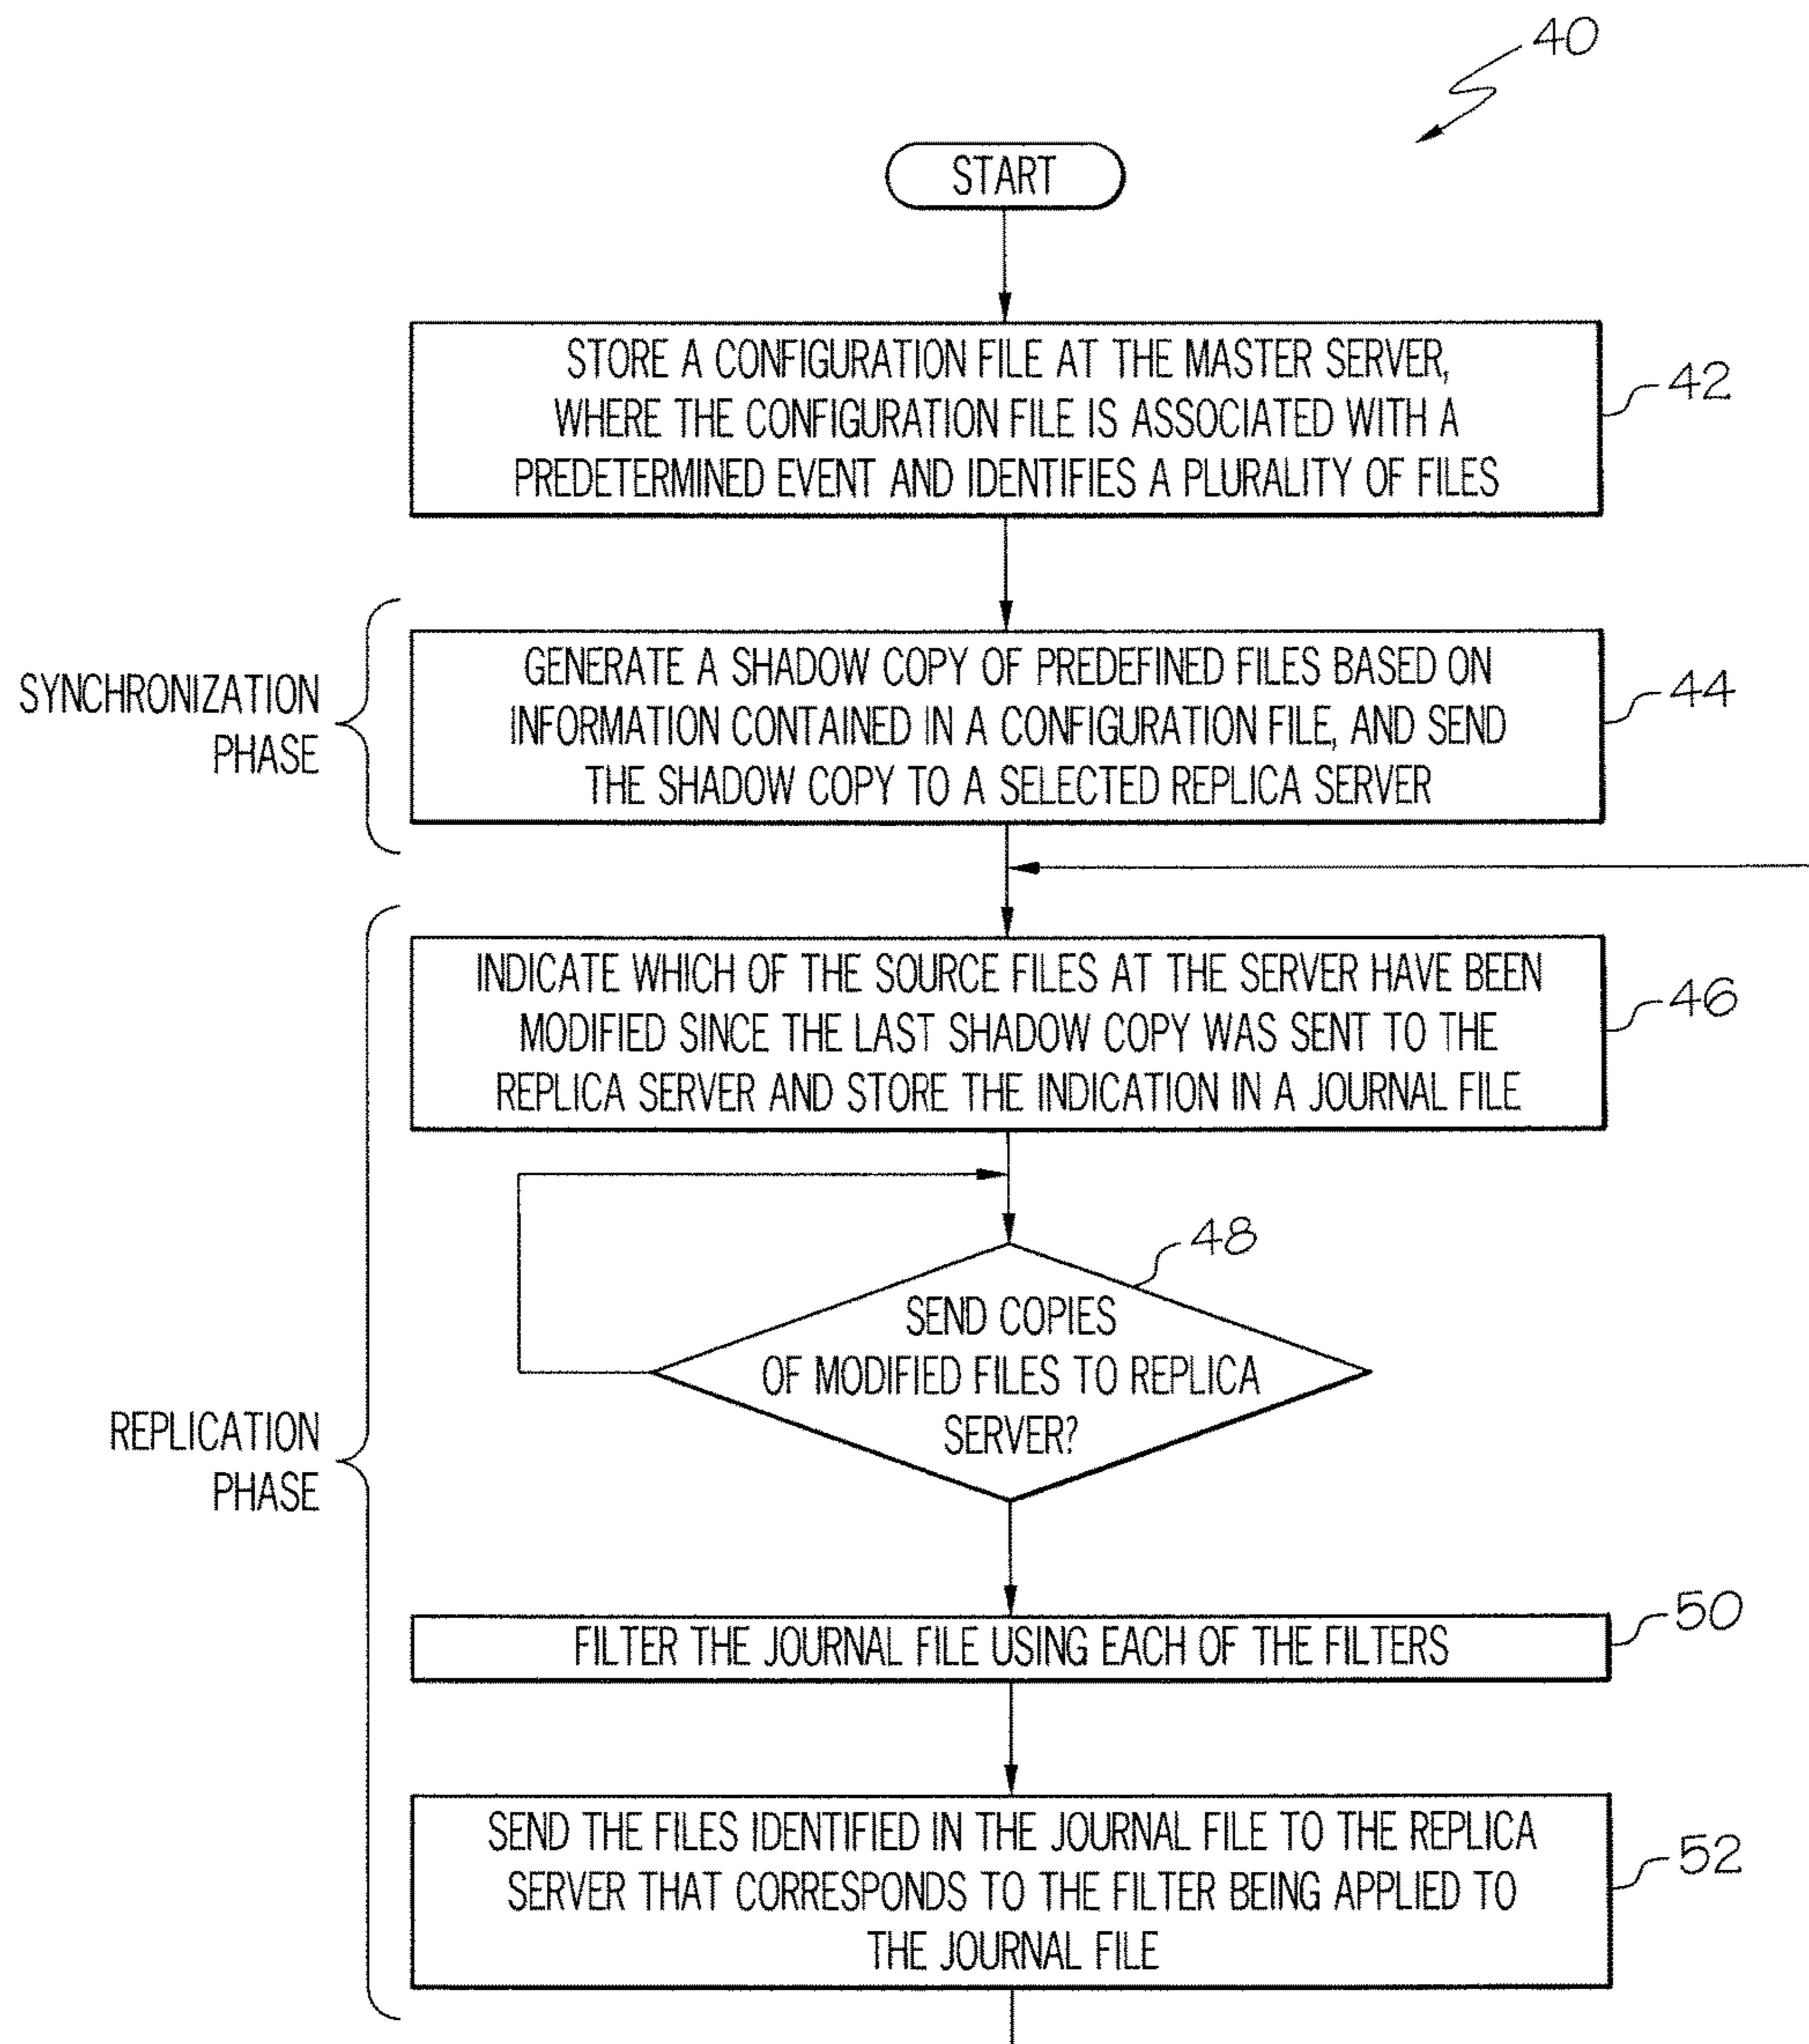 40
START
STORE A CONFIGURATION FILE AT THE MASTER SERVER,
WHERE THE CONFIGURATION FILE IS ASSOCIATED WITH A
PREDETERMINED EVENT AND IDENTIFIES A PLURALITY OF FILES
42
SYNCHRONIZATION
PHASE
GENERATE A SHADOW COPY OF PREDEFINED FILES BASED ON
INFORMATION CONTAINED IN A CONFIGURATION FILE, AND SEND
THE SHADOW COPY TO A SELECTED REPLICA SERVER
44
REPLICATION
PHASE
INDICATE WHICH OF THE SOURCE FILES AT THE SERVER HAVE BEEN
MODIFIED SINCE THE LAST SHADOW COPY WAS SENT TO THE
REPLICA SERVER AND STORE THE INDICATION IN A JOURNAL FILE
46
48
SEND COPIES
OF MODIFIED FILES TO REPLICA
SERVER?
FILTER THE JOURNAL FILE USING EACH OF THE FILTERS
50
SEND THE FILES IDENTIFIED IN THE JOURNAL FILE TO THE REPLICA
SERVER THAT CORRESPONDS TO THE FILTER BEING APPLIED TO
THE JOURNAL FILE
52